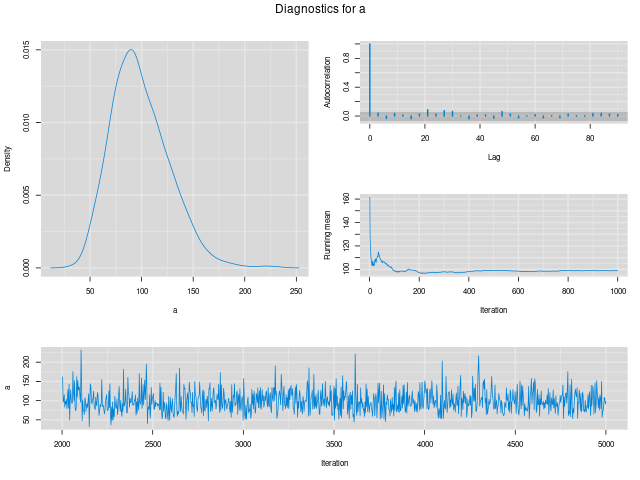 Diagnostics for a
Density
0.000 0.005 0.010 0.015
50 100 150 200 250
a
Autocorrelation
0.0 0.4 0.8
0 20 40 60 80
Lag
Running mean
100 120 140 160
0 200 400 600 800 1000
Iteration
a
50 100 150 200
2000 2500 3000 3500 4000 4500 5000
Iteration